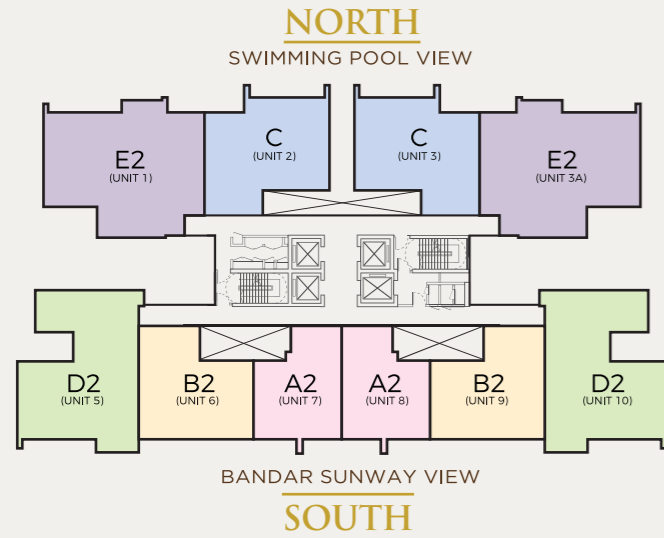 NORTH
SWIMMING POOL VIEW
E2
(UNIT 1)
C
(UNIT 2)
C
(UNIT 3)
E2
(UNIT 3A)
D2
(UNIT 5)
B2
(UNIT 6)
A2
(UNIT 7)
A2
(UNIT 8)
B2
(UNIT 9)
D2
(UNIT 10)
BANDAR SUNWAY VIEW
SOUTH